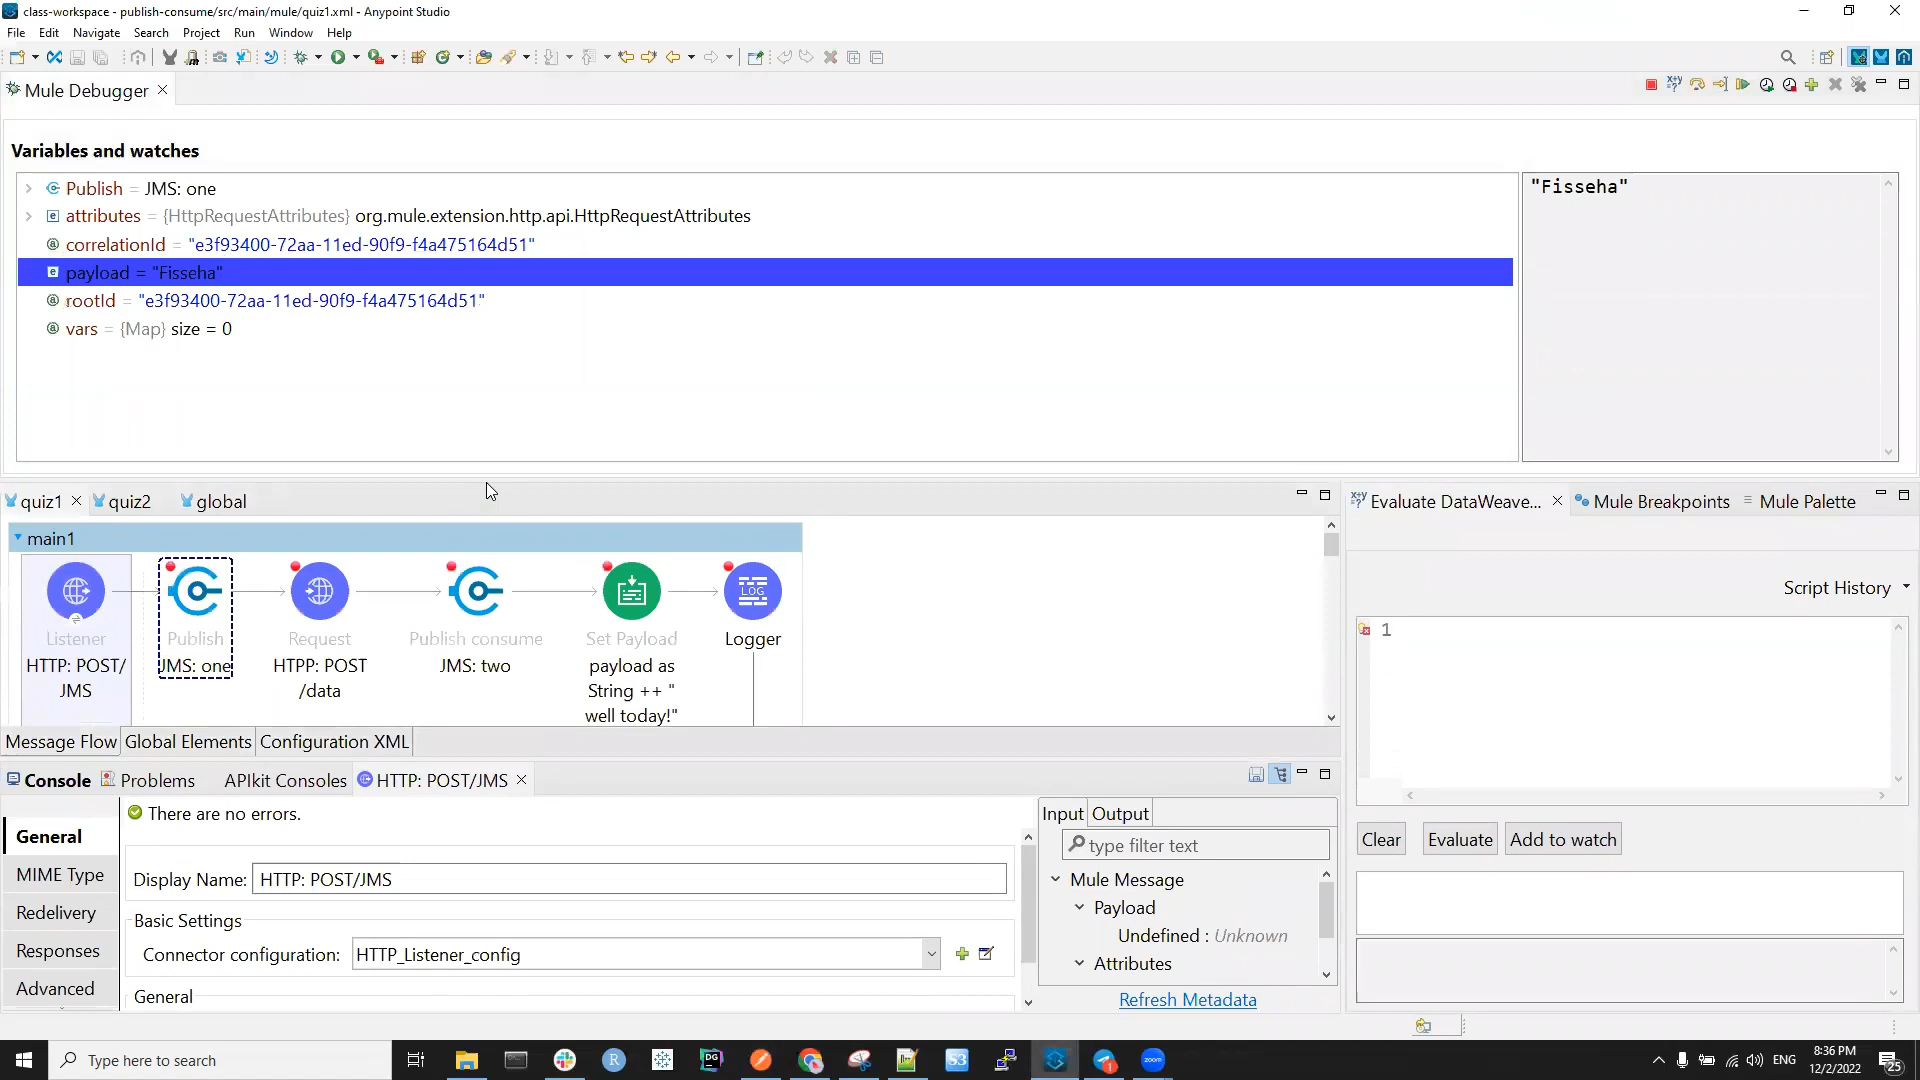 class-workspace - publish-consume/src/main/mule/quiz1.xml - Anypoint Studio
File Edit Navigate Search Project Run Window Help
Mule Debugger
Variables and watches
Publish = JMS: one
attributes = {HttpRequestAttributes} org.mule.extension.http.api.HttpRequestAttributes
correlationId = "e3f93400-72aa-11ed-90f9-f4a475164d51"
payload = "Fisseha"
rootId = "e3f93400-72aa-11ed-90f9-f4a475164d51"
vars = {Map} size = 0
"Fisseha"
quiz1 quiz2 global
main1
Listener
HTTP: POST/
JMS
Publish
JMS: one
Request
HTPP: POST
/data
Publish consume
JMS: two
Set Payload
payload as
String ++ "
well today!"
LOG
Logger
Message Flow Global Elements Configuration XML
Evaluate DataWeave... Mule Breakpoints Mule Palette
Script History
1
Clear Evaluate Add to watch
Console Problems APIkit Consoles HTTP: POST/JMS
General
MIME Type
Redelivery
Responses
Advanced
There are no errors.
Display Name: HTTP: POST/JMS
Basic Settings
Connector configuration: HTTP_Listener_config
General
Input Output
type filter text
Mule Message
Payload
Undefined : Unknown
Attributes
Refresh Metadata
Type here to search
R
DG
S3
zoom
1
ENG
8:36 PM
12/2/2022
25